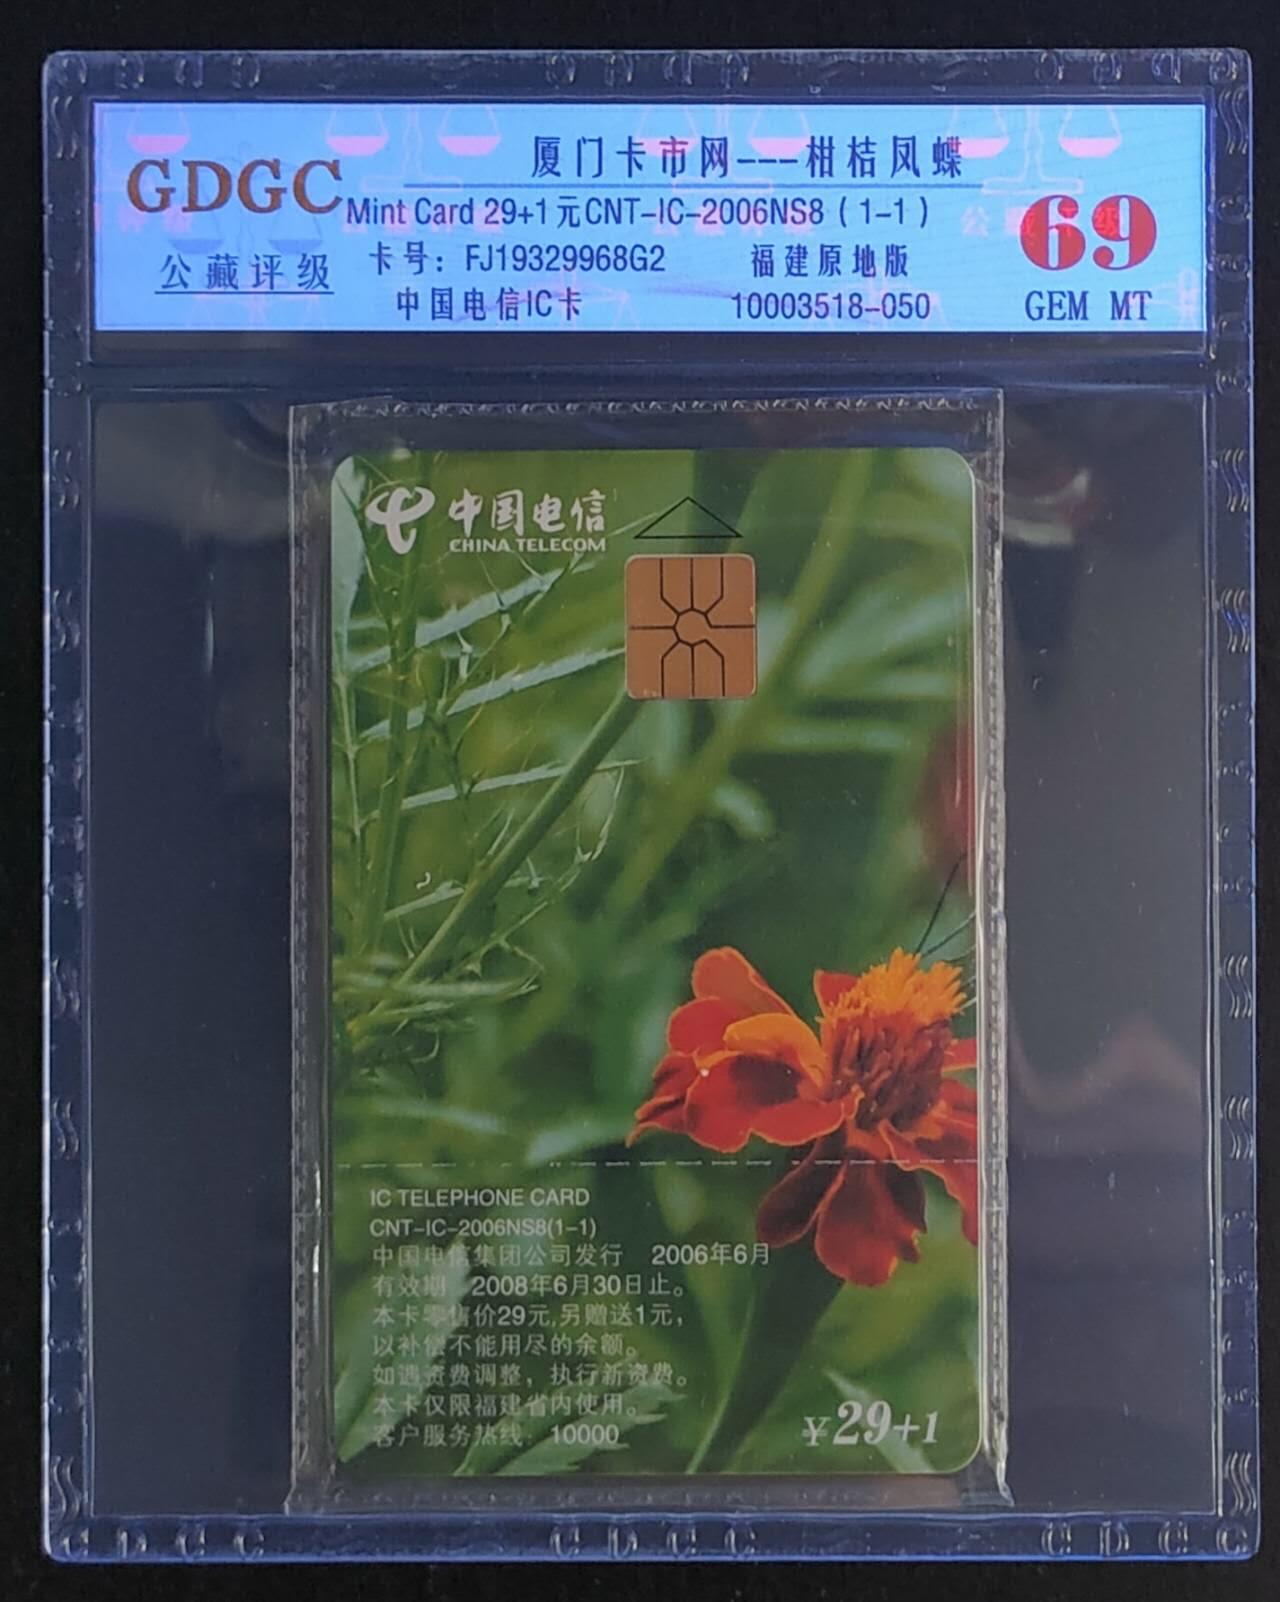 厦门卡市网---柑桔凤蝶
GDGC
Mint Card 29+1元CNT-IC-2006NS8（1-1）
69
公藏评级
卡号：FJ19329968G2 福建原地版
中国电信IC卡 10003518-050
GEM MT
中国电信
CHINA TELECOM
IC TELEPHONE CARD
CNT-IC-2006NS8(1-1)
中国电信集团公司发行 2006年6月
有效期 2008年6月30日止。
本卡零售价29元,另赠送1元，
以补偿不能用尽的余额。
如遇资费调整，执行新资费。
本卡仅限福建省内使用。
客户服务热线：10000
¥29+1